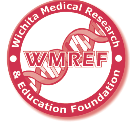 Wichita Medical Research
WMREF
& Education Foundation